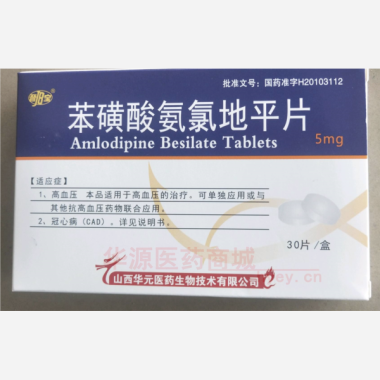 批准文号：国药准字H20103112
苯磺酸氨氯地平片
Amlodipine Besilate Tablets
5mg
【适应症】
1、高血压 本品适用于高血压的治疗。可单独应用或与
其他抗高血压药物联合应用。
2、冠心病（CAD）。详见说明书。
华源医药商城
30片/盒
山西华元医药生物技术有限公司